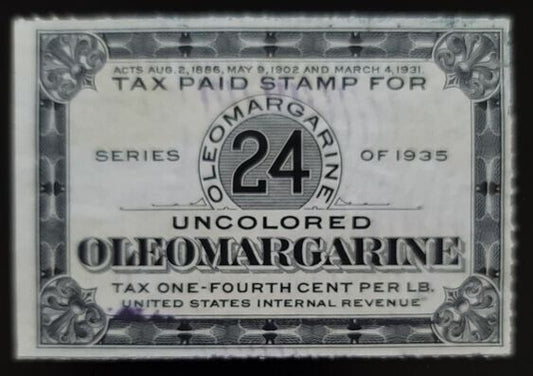 ACTS AUG. 2, 1886, MAY 9, 1902 AND MARCH 4, 1931.
TAX PAID STAMP FOR
OLEOMARGARINE
SERIES 24 OF 1935
UNCOLORED
OLEOMARGARINE
TAX ONE-FOURTH CENT PER LB.
UNITED STATES INTERNAL REVENUE